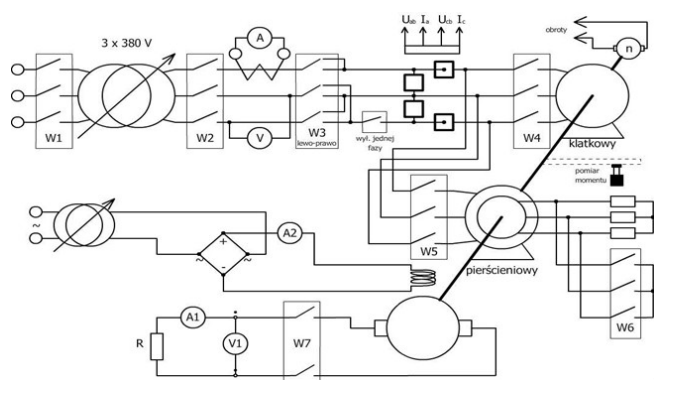 3 x 380 V
A
Uab Ia Ucb Ic
obroty
n
W1
W2
V
W3
lewo-prawo
wył. jednej
fazy
W4
klatkowy
pomiar
momentu
~
+
-
~
~
A2
W5
pierścieniowy
W6
R
A1
V1
W7